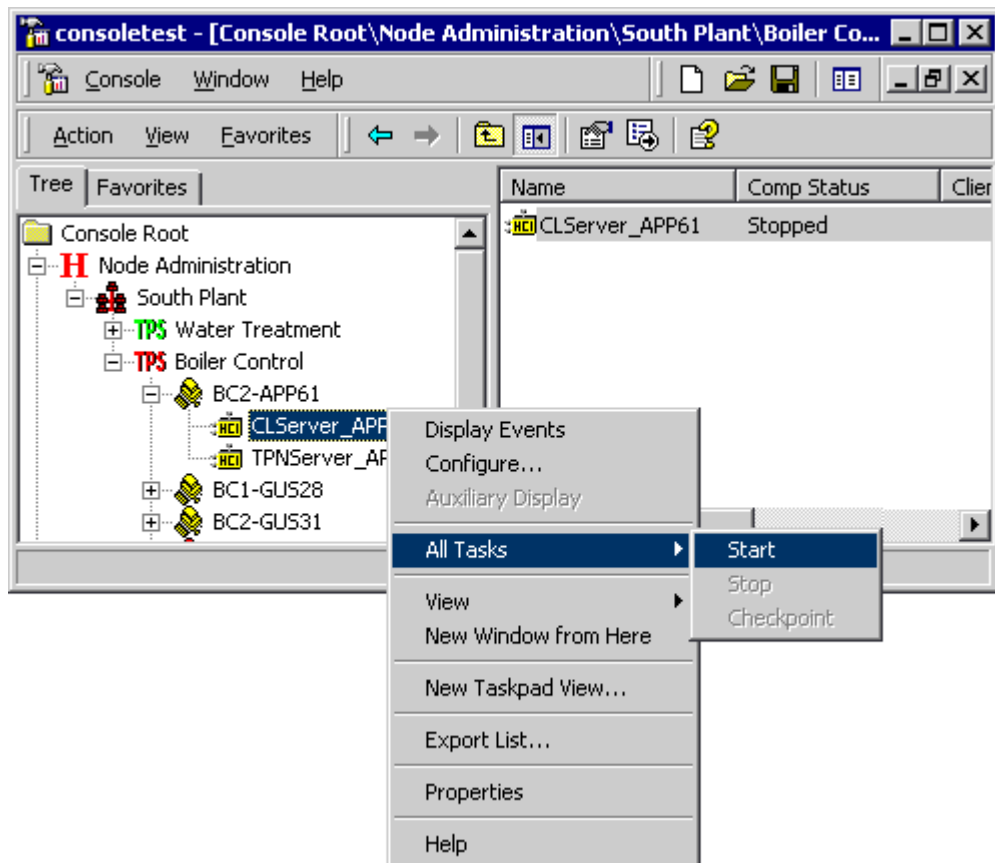 consoletest - [Console Root\Node Administration\South Plant\Boiler Co...
Console Window Help
Action View Favorites
Tree Favorites
Name Comp Status Clier
Console Root
CLServer_APP61 Stopped
H Node Administration
South Plant
TPS Water Treatment
TPS Boiler Control
BC2-APP61
HCI CLServer_APP
HCI TPNServer_AP
BC1-GUS28
BC2-GUS31
Display Events
Configure...
Auxiliary Display
All Tasks
View
New Window from Here
New Taskpad View...
Export List...
Properties
Help
Start
Stop
Checkpoint